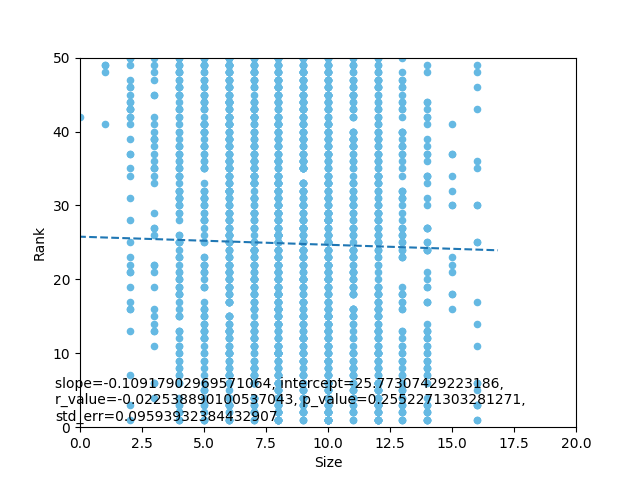 50
40
30
20
10
0
Rank
slope=-0.10917902969571064, intercept=25.77307429223186,
r_value=-0.022538890100537043, p_value=0.2552271303281271,
std_err=0.09593932384432907
0.0 2.5 5.0 7.5 10.0 12.5 15.0 17.5 20.0
Size